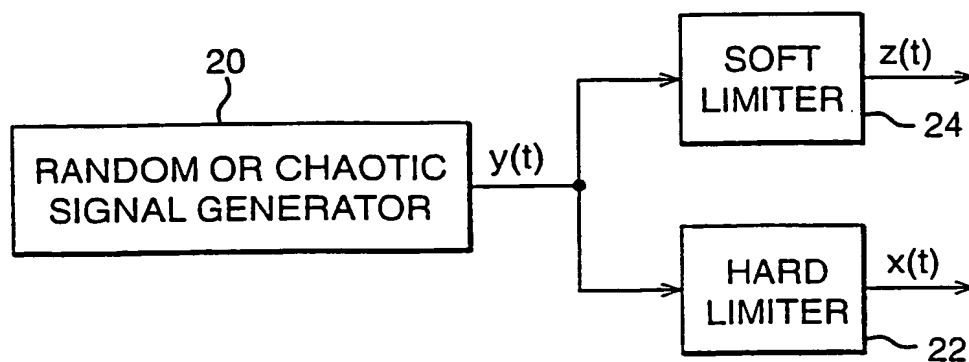 20
RANDOM OR CHAOTIC
SIGNAL GENERATOR
y(t)
SOFT
LIMITER
z(t)
24
HARD
LIMITER
x(t)
22